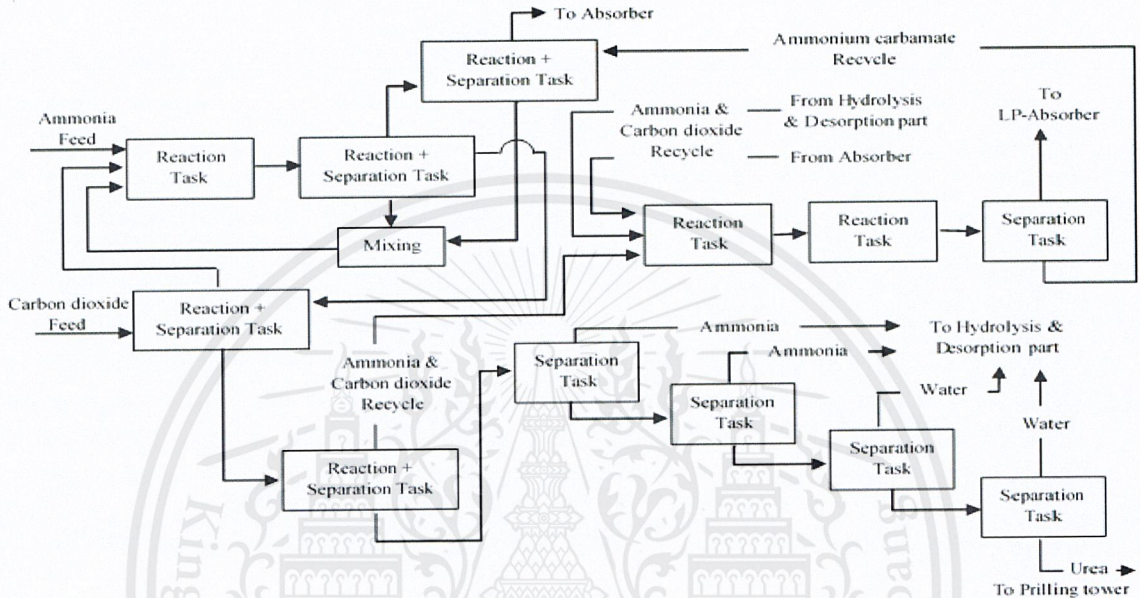 To Absorber
Reaction +
Separation Task
Ammonium carbamate
Recycle
Ammonia &
Carbon dioxide
Recycle
From Hydrolysis
& Desorption part
From Absorber
To
LP-Absorber
Ammonia
Feed
Reaction
Task
Reaction +
Separation Task
Mixing
Reaction
Task
Reaction
Task
Separation
Task
Carbon dioxide
Feed
Reaction +
Separation Task
Ammonia &
Carbon dioxide
Recycle
Reaction +
Separation Task
Separation
Task
Ammonia
Ammonia
To Hydrolysis &
Desorption part
Separation
Task
Water
Water
Separation
Task
Separation
Task
Urea
To Prilling tower
King